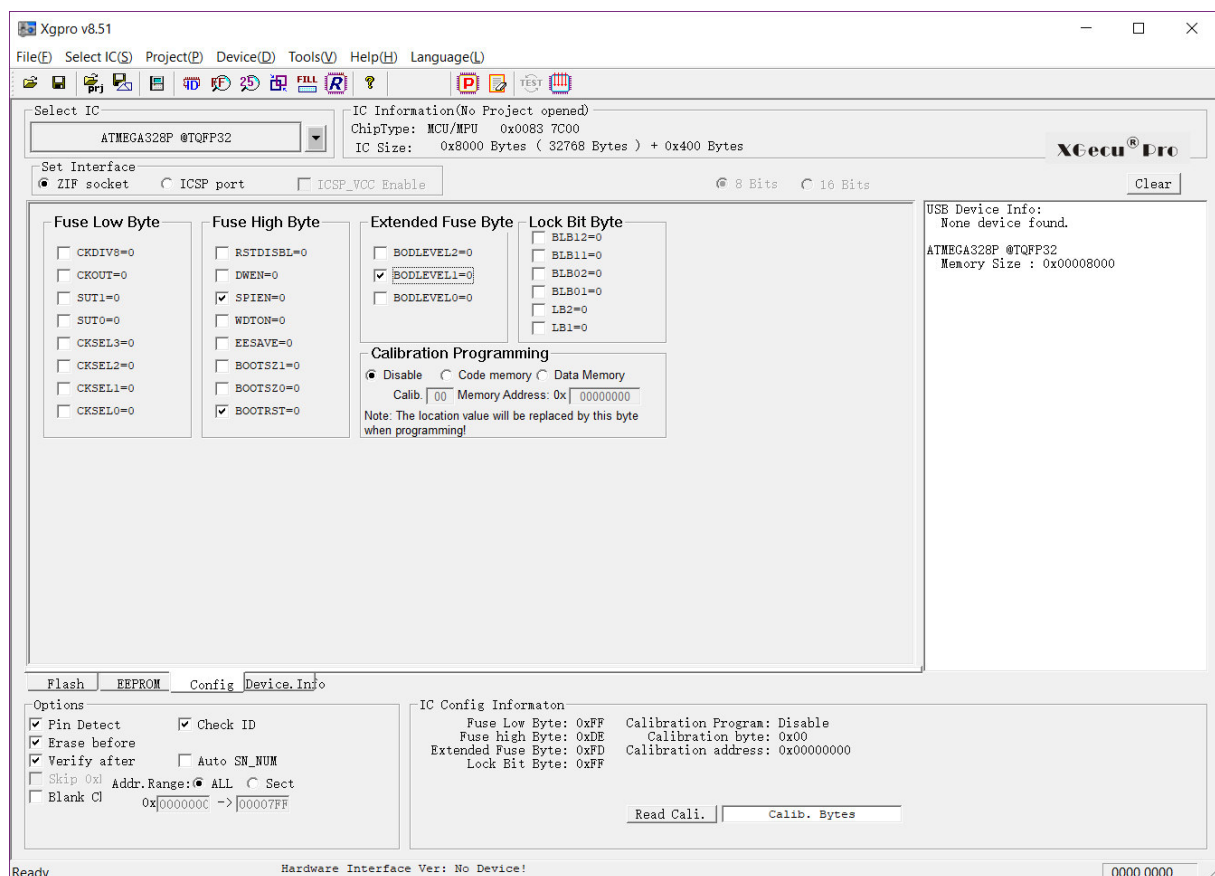 Xgpro v8.51
File(F) Select IC(S) Project(P) Device(D) Tools(V) Help(H) Language(L)
prj 4D FF 25 FILL R ? P TEST
Select IC
ATMEGA328P @TQFP32
IC Information(No Project opened)
ChipType: MCU/MPU 0x0083 7C00
IC Size: 0x8000 Bytes ( 32768 Bytes ) + 0x400 Bytes
XGecu® Pro
Set Interface
ZIF socket ICSP port ICSP_VCC Enable 8 Bits 16 Bits Clear
Fuse Low Byte
CKDIV8=0
CKOUT=0
SUT1=0
SUT0=0
CKSEL3=0
CKSEL2=0
CKSEL1=0
CKSEL0=0
Fuse High Byte
RSTDISBL=0
DWEN=0
SPIEN=0
WDTON=0
EESAVE=0
BOOTSZ1=0
BOOTSZ0=0
BOOTRST=0
Extended Fuse Byte
BODLEVEL2=0
BODLEVEL1=0
BODLEVEL0=0
Lock Bit Byte
BLB12=0
BLB11=0
BLB02=0
BLB01=0
LB2=0
LB1=0
Calibration Programming
Disable Code memory Data Memory
Calib. 00 Memory Address: 0x 00000000
Note: The location value will be replaced by this byte
when programming!
USB Device Info:
None device found.
ATMEGA328P @TQFP32
Memory Size : 0x00008000
Flash EEPROM Config Device.Info
Options
Pin Detect Check ID
Erase before
Verify after Auto SN_NUM
Skip 0xF Addr.Range: ALL Sect
Blank Cl 0x 0000000 -> 00007FF
IC Config Informaton
Fuse Low Byte: 0xFF
Fuse high Byte: 0xDE
Extended Fuse Byte: 0xFD
Lock Bit Byte: 0xFF
Calibration Program: Disable
Calibration byte: 0x00
Calibration address: 0x00000000
Read Cali. Calib. Bytes
Ready Hardware Interface Ver: No Device! 0000 0000